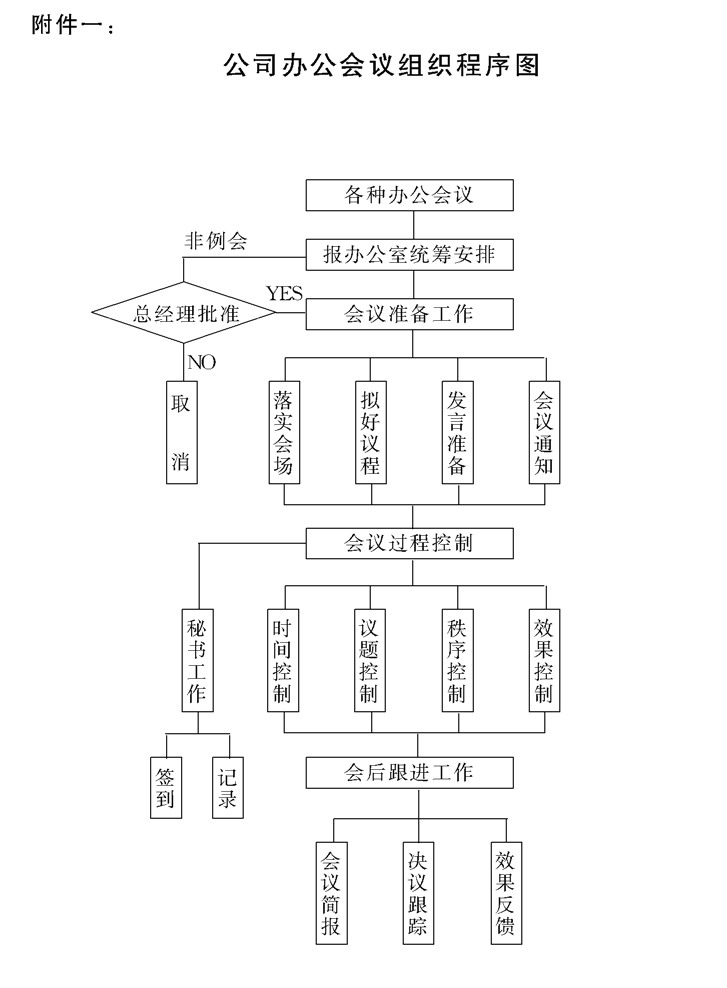 附件一：
公司办公会议组织程序图
各种办公会议
非例会
报办公室统筹安排
YES
总经理批准
会议准备工作
NO
取消
落实会场
拟好议程
发言准备
会议通知
会议过程控制
秘书工作
时间控制
议题控制
秩序控制
效果控制
签到
记录
会后跟进工作
会议简报
决议跟踪
效果反馈